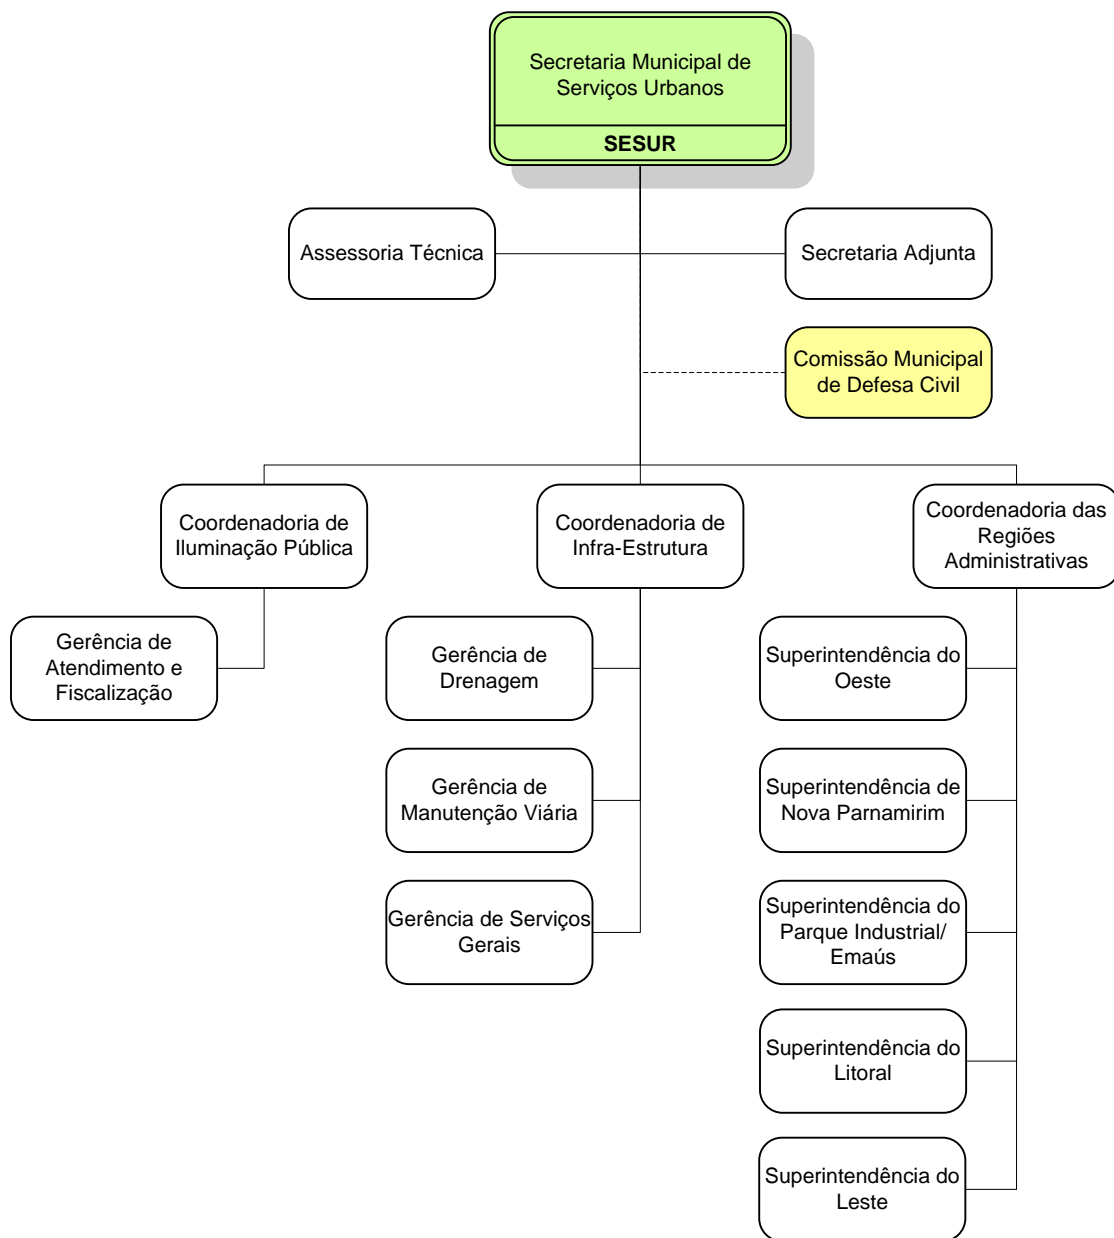 Secretaria Municipal de
Serviços Urbanos
SESUR
Assessoria Técnica
Secretaria Adjunta
Comissão Municipal
de Defesa Civil
Coordenadoria de
Iluminação Pública
Coordenadoria de
Infra-Estrutura
Coordenadoria das
Regiões
Administrativas
Gerência de
Atendimento e
Fiscalização
Gerência de
Drenagem
Superintendência do
Oeste
Gerência de
Manutenção Viária
Superintendência de
Nova Parnamirim
Gerência de Serviços
Gerais
Superintendência do
Parque Industrial/
Emaús
Superintendência do
Litoral
Superintendência do
Leste